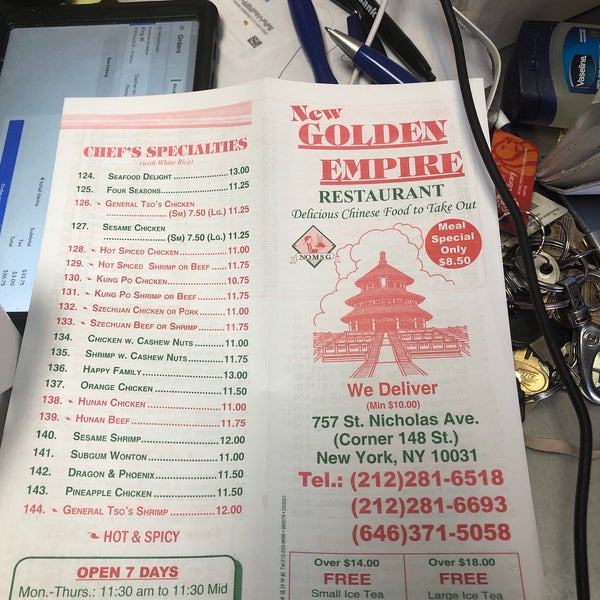 Orders
CHEF'S SPECIALTIES
(with White Rice)
124. SEAFOOD DELIGHT 13.00
125. FOUR SEASONS 11.25
126. GENERAL TSO'S CHICKEN
(SM) 7.50 (LG.) 11.25
127. SESAME CHICKEN
(SM) 7.50 (LG.) 11.25
128. HOT SPICED CHICKEN 11.00
129. HOT SPICED SHRIMP OR BEEF 11.75
130. KUNG PO CHICKEN 10.75
131. KUNG PO SHRIMP OR BEEF 11.75
132. SZECHUAN CHICKEN OR PORK 11.00
133. SZECHUAN BEEF OR SHRIMP 11.75
134. CHICKEN W. CASHEW NUTS 11.00
135. SHRIMP W. CASHEW NUTS 11.75
136. HAPPY FAMILY 13.00
137. ORANGE CHICKEN 11.50
138. HUNAN CHICKEN 11.00
139. HUNAN BEEF 11.75
140. SESAME SHRIMP 12.00
141. SUBGUM WONTON 11.00
142. DRAGON & PHOENIX 11.50
143. PINEAPPLE CHICKEN 11.50
144. GENERAL TSO'S SHRIMP 12.00
HOT & SPICY
OPEN 7 DAYS
Mon.-Thurs.: 11:30 am to 11:30 Mid
New
GOLDEN
EMPIRE
RESTAURANT
Delicious Chinese Food to Take Out
NO M S G
Meal
Special
Only
$8.50
We Deliver
(Min $10.00)
757 St. Nicholas Ave.
(Corner 148 St.)
New York, NY 10031
Tel.: (212)281-6518
(212)281-6693
(646)371-5058
Over $14.00
FREE
Small Ice Tea
Over $18.00
FREE
Large Ice Tea
Vaseline